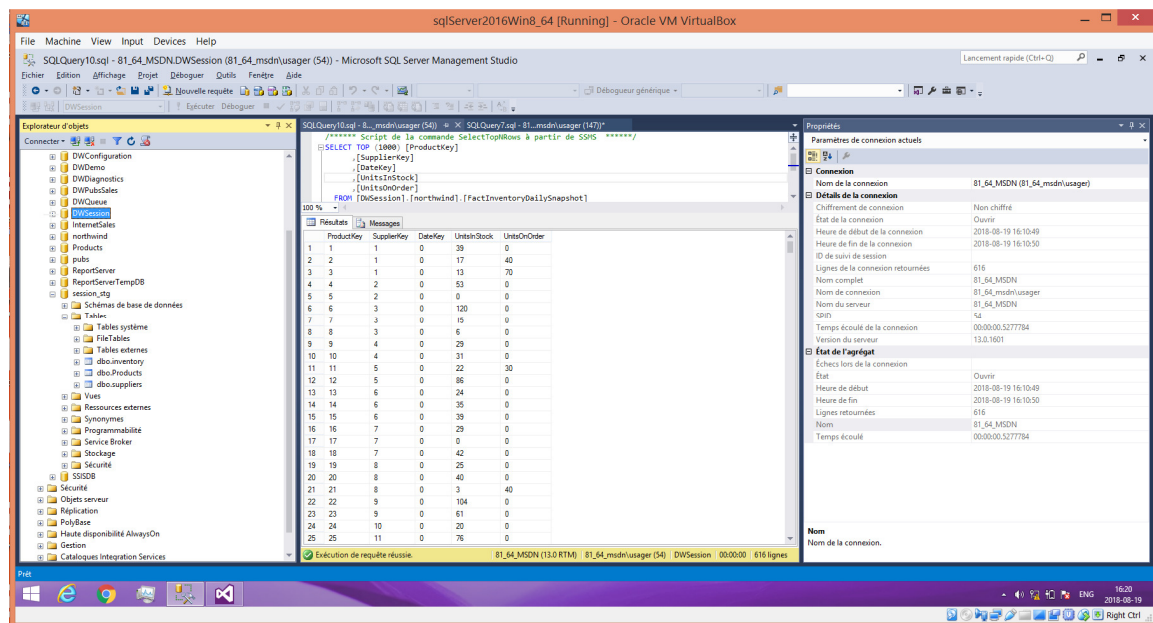 sqlServer2016Win8_64 [Running] - Oracle VM VirtualBox
File Machine View Input Devices Help
SQLQuery10.sql - 81_64_MSDN.DWSession (81_64_msdn\usager (54)) - Microsoft SQL Server Management Studio
Lancement rapide (Ctrl+Q)
Eichier Edition Affichage Projet Déboguer Outils Fenêtre Aide
Nouvelle requête
Débogueur générique
DWSession
Exécuter Déboguer
Explorateur d'objets
Connecter
DWConfiguration
DWDemo
DWDiagnostics
DWPubsSales
DWQueue
DWSession
InternetSales
northwind
Products
pubs
ReportServer
ReportServerTempDB
session_stg
Schémas de base de données
Tables
Tables système
FileTables
Tables externes
dbo.inventory
dbo.Products
dbo.suppliers
Vues
Ressources externes
Synonymes
Programmabilité
Service Broker
Stockage
Sécurité
SSISDB
Sécurité
Objets serveur
Réplication
PolyBase
Haute disponibilité AlwaysOn
Gestion
Catalogues Integration Services
SQLQuery10.sql - 8..._msdn\usager (54)) SQLQuery7.sql - 81...msdn\usager (147))*
/****** Script de la commande SelectTopNRows à partir de SSMS ******/
SELECT TOP (1000) [ProductKey]
,[SupplierKey]
,[DateKey]
,[UnitsInStock]
,[UnitsOnOrder]
FROM [DWSession].[northwind].[FactInventoryDailySnapshot]
100 %
Résultats Messages
ProductKey SupplierKey DateKey UnitsInStock UnitsOnOrder
1 1 1 0 39 0
2 2 1 0 17 40
3 3 1 0 13 70
4 4 2 0 53 0
5 5 2 0 0 0
6 6 3 0 120 0
7 7 3 0 15 0
8 8 3 0 6 0
9 9 4 0 29 0
10 10 4 0 31 0
11 11 5 0 22 30
12 12 5 0 86 0
13 13 6 0 24 0
14 14 6 0 35 0
15 15 6 0 39 0
16 16 7 0 29 0
17 17 7 0 0 0
18 18 7 0 42 0
19 19 8 0 25 0
20 20 8 0 40 0
21 21 8 0 3 40
22 22 9 0 104 0
23 23 9 0 61 0
24 24 10 0 20 0
25 25 11 0 76 0
Exécution de requête réussie. 81_64_MSDN (13.0 RTM) 81_64_msdn\usager (54) DWSession 00:00:00 616 lignes
Propriétés
Paramètres de connexion actuels
Connexion
Nom de la connexion 81_64_MSDN (81_64_msdn\usager)
Détails de la connexion
Chiffrement de connexion Non chiffré
État de la connexion Ouvrir
Heure de début de la connexion 2018-08-19 16:10:49
Heure de fin de la connexion 2018-08-19 16:10:50
ID de suivi de session
Lignes de la connexion retournées 616
Nom complet 81_64_MSDN
Nom de connexion 81_64_msdn\usager
Nom du serveur 81_64_MSDN
SPID 54
Temps écoulé de la connexion 00:00:00.5277784
Version du serveur 13.0.1601
État de l'agrégat
Échecs lors de la connexion
État Ouvrir
Heure de début 2018-08-19 16:10:49
Heure de fin 2018-08-19 16:10:50
Lignes retournées 616
Nom 81_64_MSDN
Temps écoulé 00:00:00.5277784
Nom
Nom de la connexion.
Prêt
ENG
16:20
2018-08-19
Right Ctrl